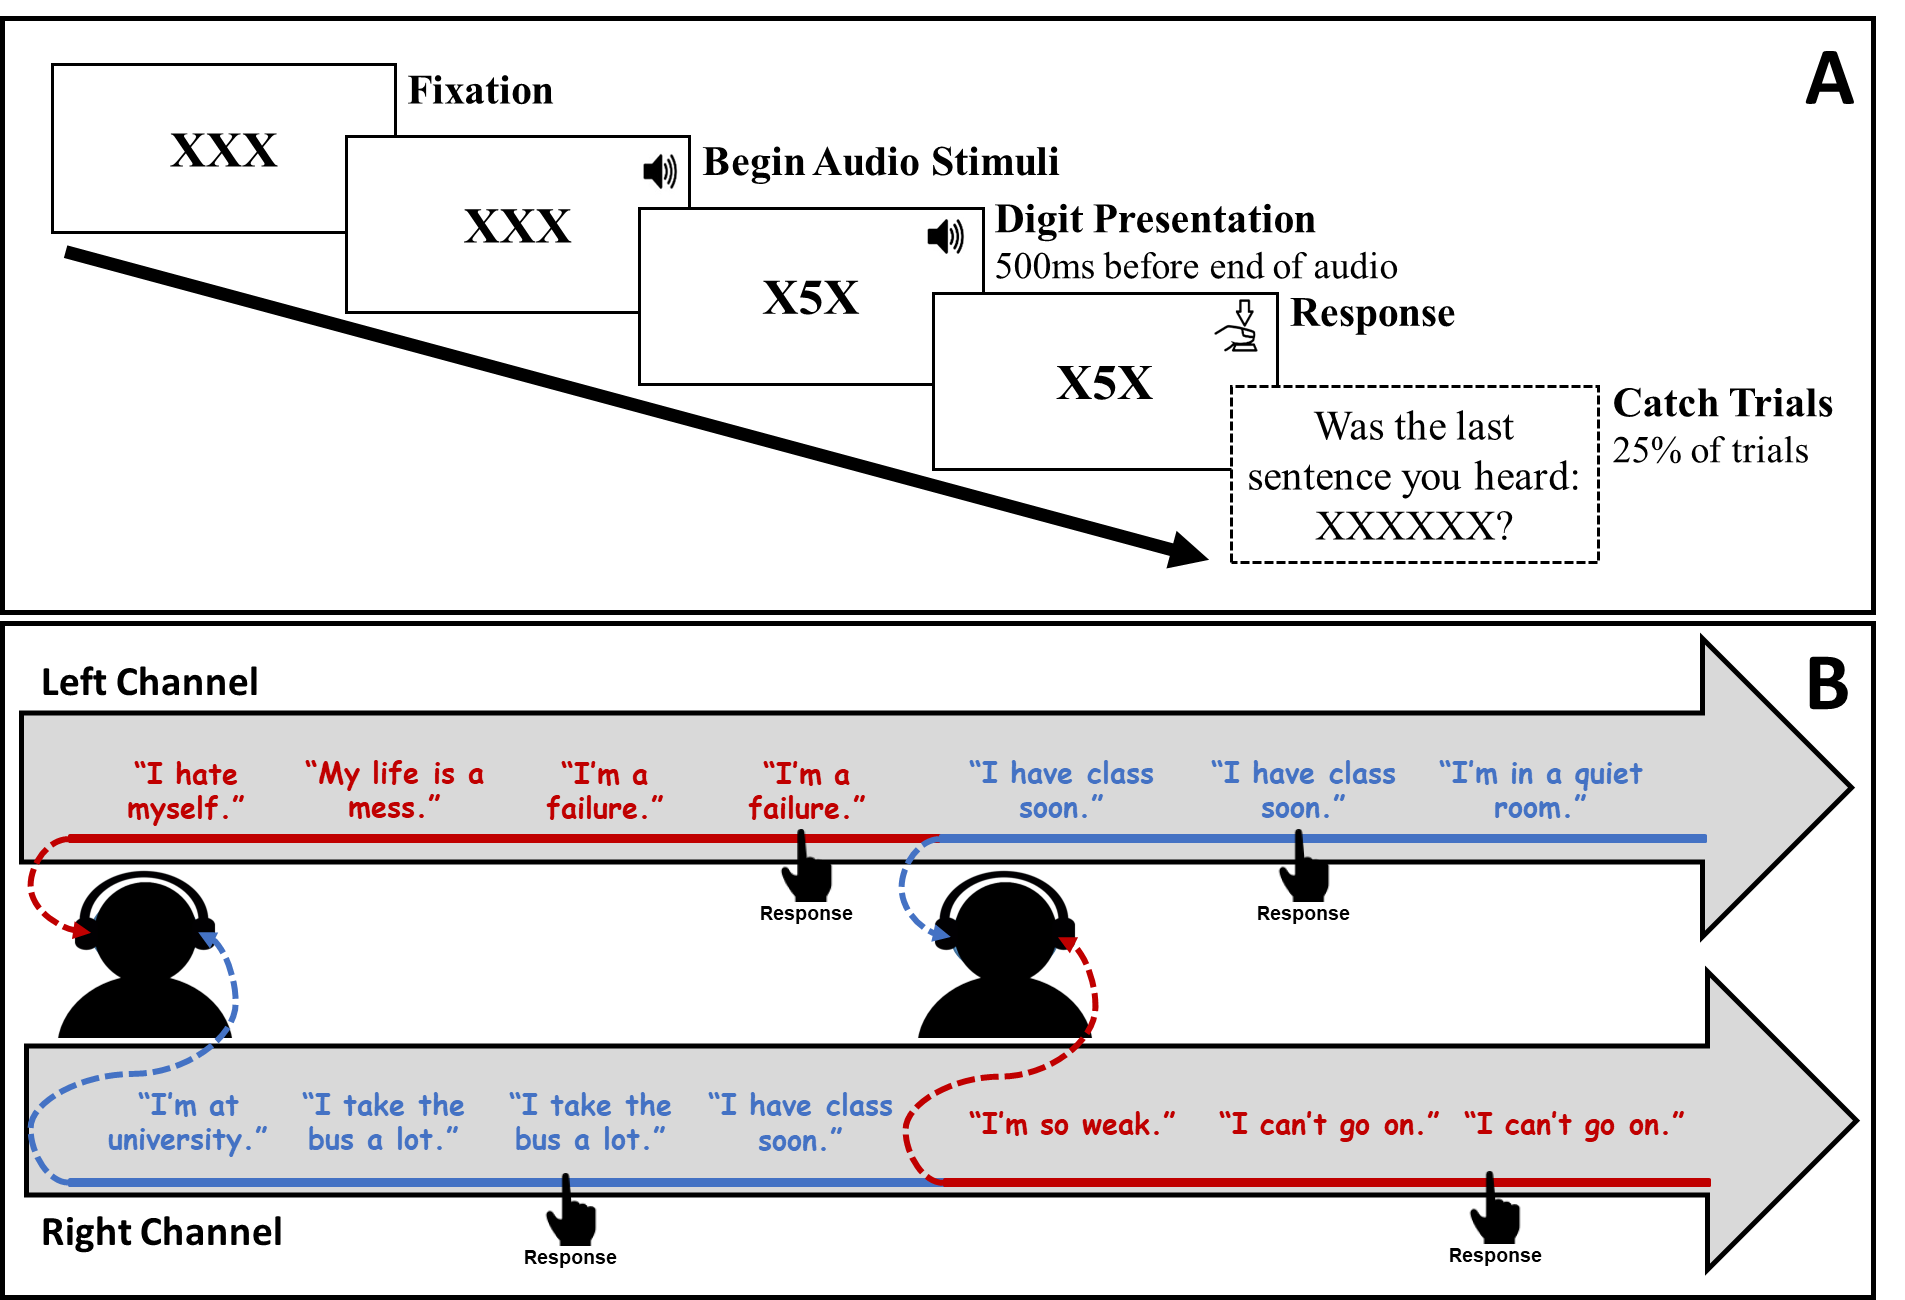 A
XXX
Fixation
XXX
Begin Audio Stimuli
X5X
Digit Presentation
500ms before end of audio
X5X
Response
Was the last
sentence you heard:
XXXXXX?
Catch Trials
25% of trials
B
Left Channel
“I hate
myself.”
“My life is a
mess.”
“I’m a
failure.”
“I’m a
failure.”
“I have class
soon.”
“I have class
soon.”
“I’m in a quiet
room.”
Response
Response
“I’m at
university.”
“I take the
bus a lot.”
“I take the
bus a lot.”
“I have class
soon.”
“I’m so weak.”
“I can’t go on.”
“I can’t go on.”
Right Channel
Response
Response